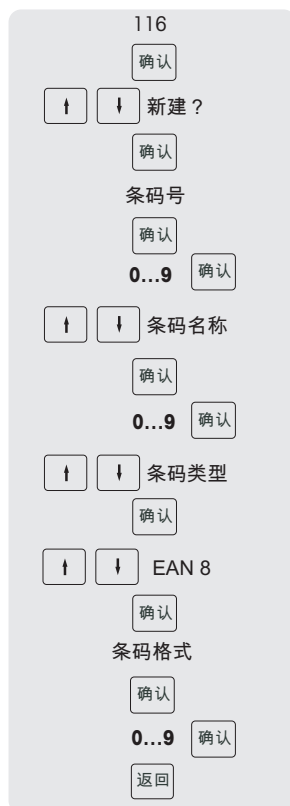 116
确认
新建？
确认
条码号
确认
0...9 确认
条码名称
确认
0...9 确认
条码类型
确认
EAN 8
确认
条码格式
确认
0...9 确认
返回